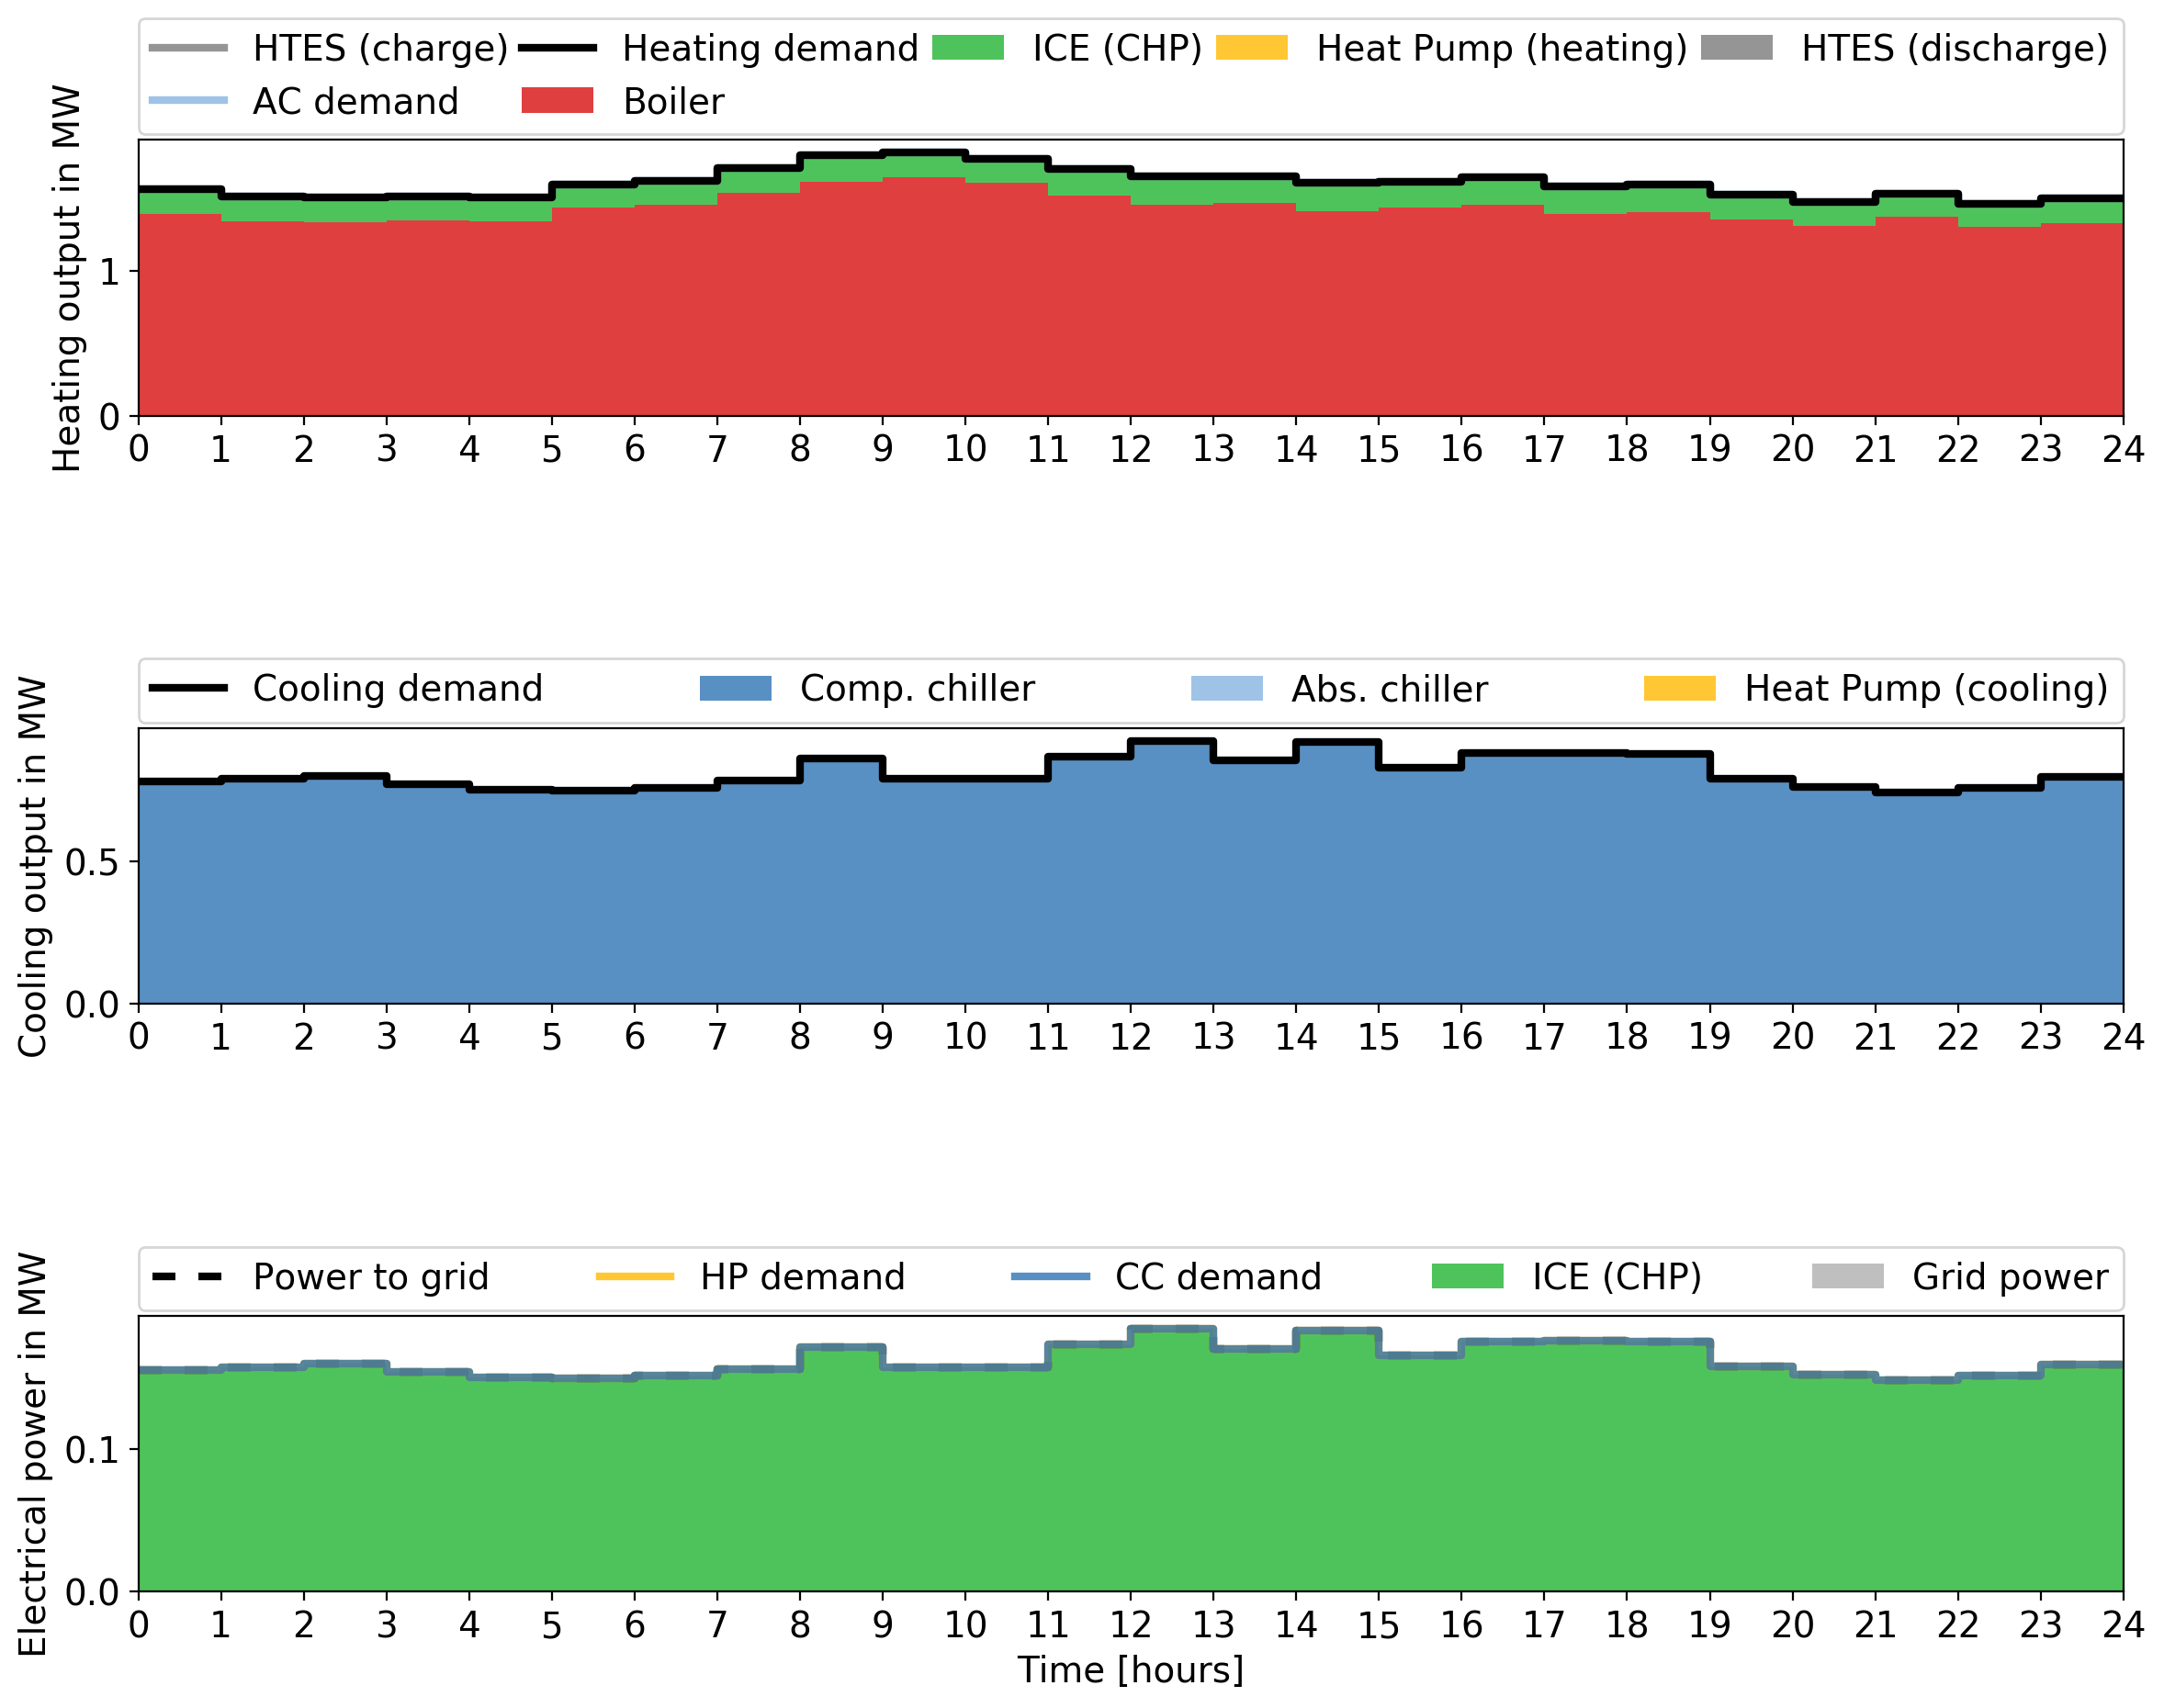 HTES (charge) Heating demand ICE (CHP) Heat Pump (heating) HTES (discharge)
AC demand Boiler
Heating output in MW
1
0
0 1 2 3 4 5 6 7 8 9 10 11 12 13 14 15 16 17 18 19 20 21 22 23 24
Cooling demand Comp. chiller Abs. chiller Heat Pump (cooling)
Cooling output in MW
0.5
0.0
0 1 2 3 4 5 6 7 8 9 10 11 12 13 14 15 16 17 18 19 20 21 22 23 24
Power to grid HP demand CC demand ICE (CHP) Grid power
Electrical power in MW
0.1
0.0
0 1 2 3 4 5 6 7 8 9 10 11 12 13 14 15 16 17 18 19 20 21 22 23 24
Time [hours]